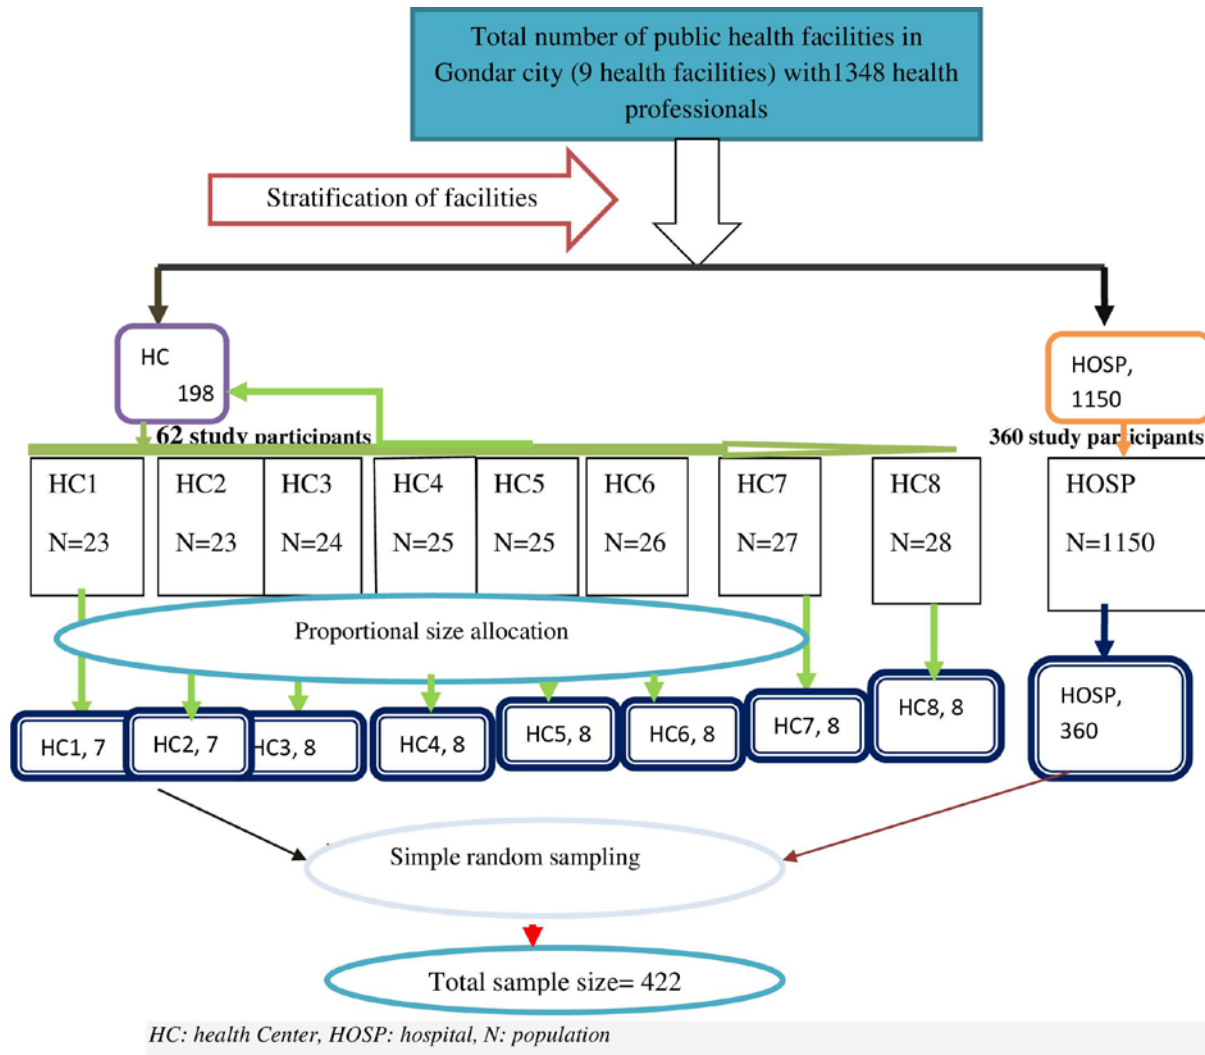 Total number of public health facilities in
Gondar city (9 health facilities) with1348 health
professionals
Stratification of facilities
HC
198
HOSP,
1150
62 study participants
360 study participants
HC1
N=23
HC2
N=23
HC3
N=24
HC4
N=25
HC5
N=25
HC6
N=26
HC7
N=27
HC8
N=28
HOSP
N=1150
Proportional size allocation
HC1, 7
HC2, 7
HC3, 8
HC4, 8
HC5, 8
HC6, 8
HC7, 8
HC8, 8
HOSP,
360
Simple random sampling
Total sample size= 422
HC: health Center, HOSP: hospital, N: population